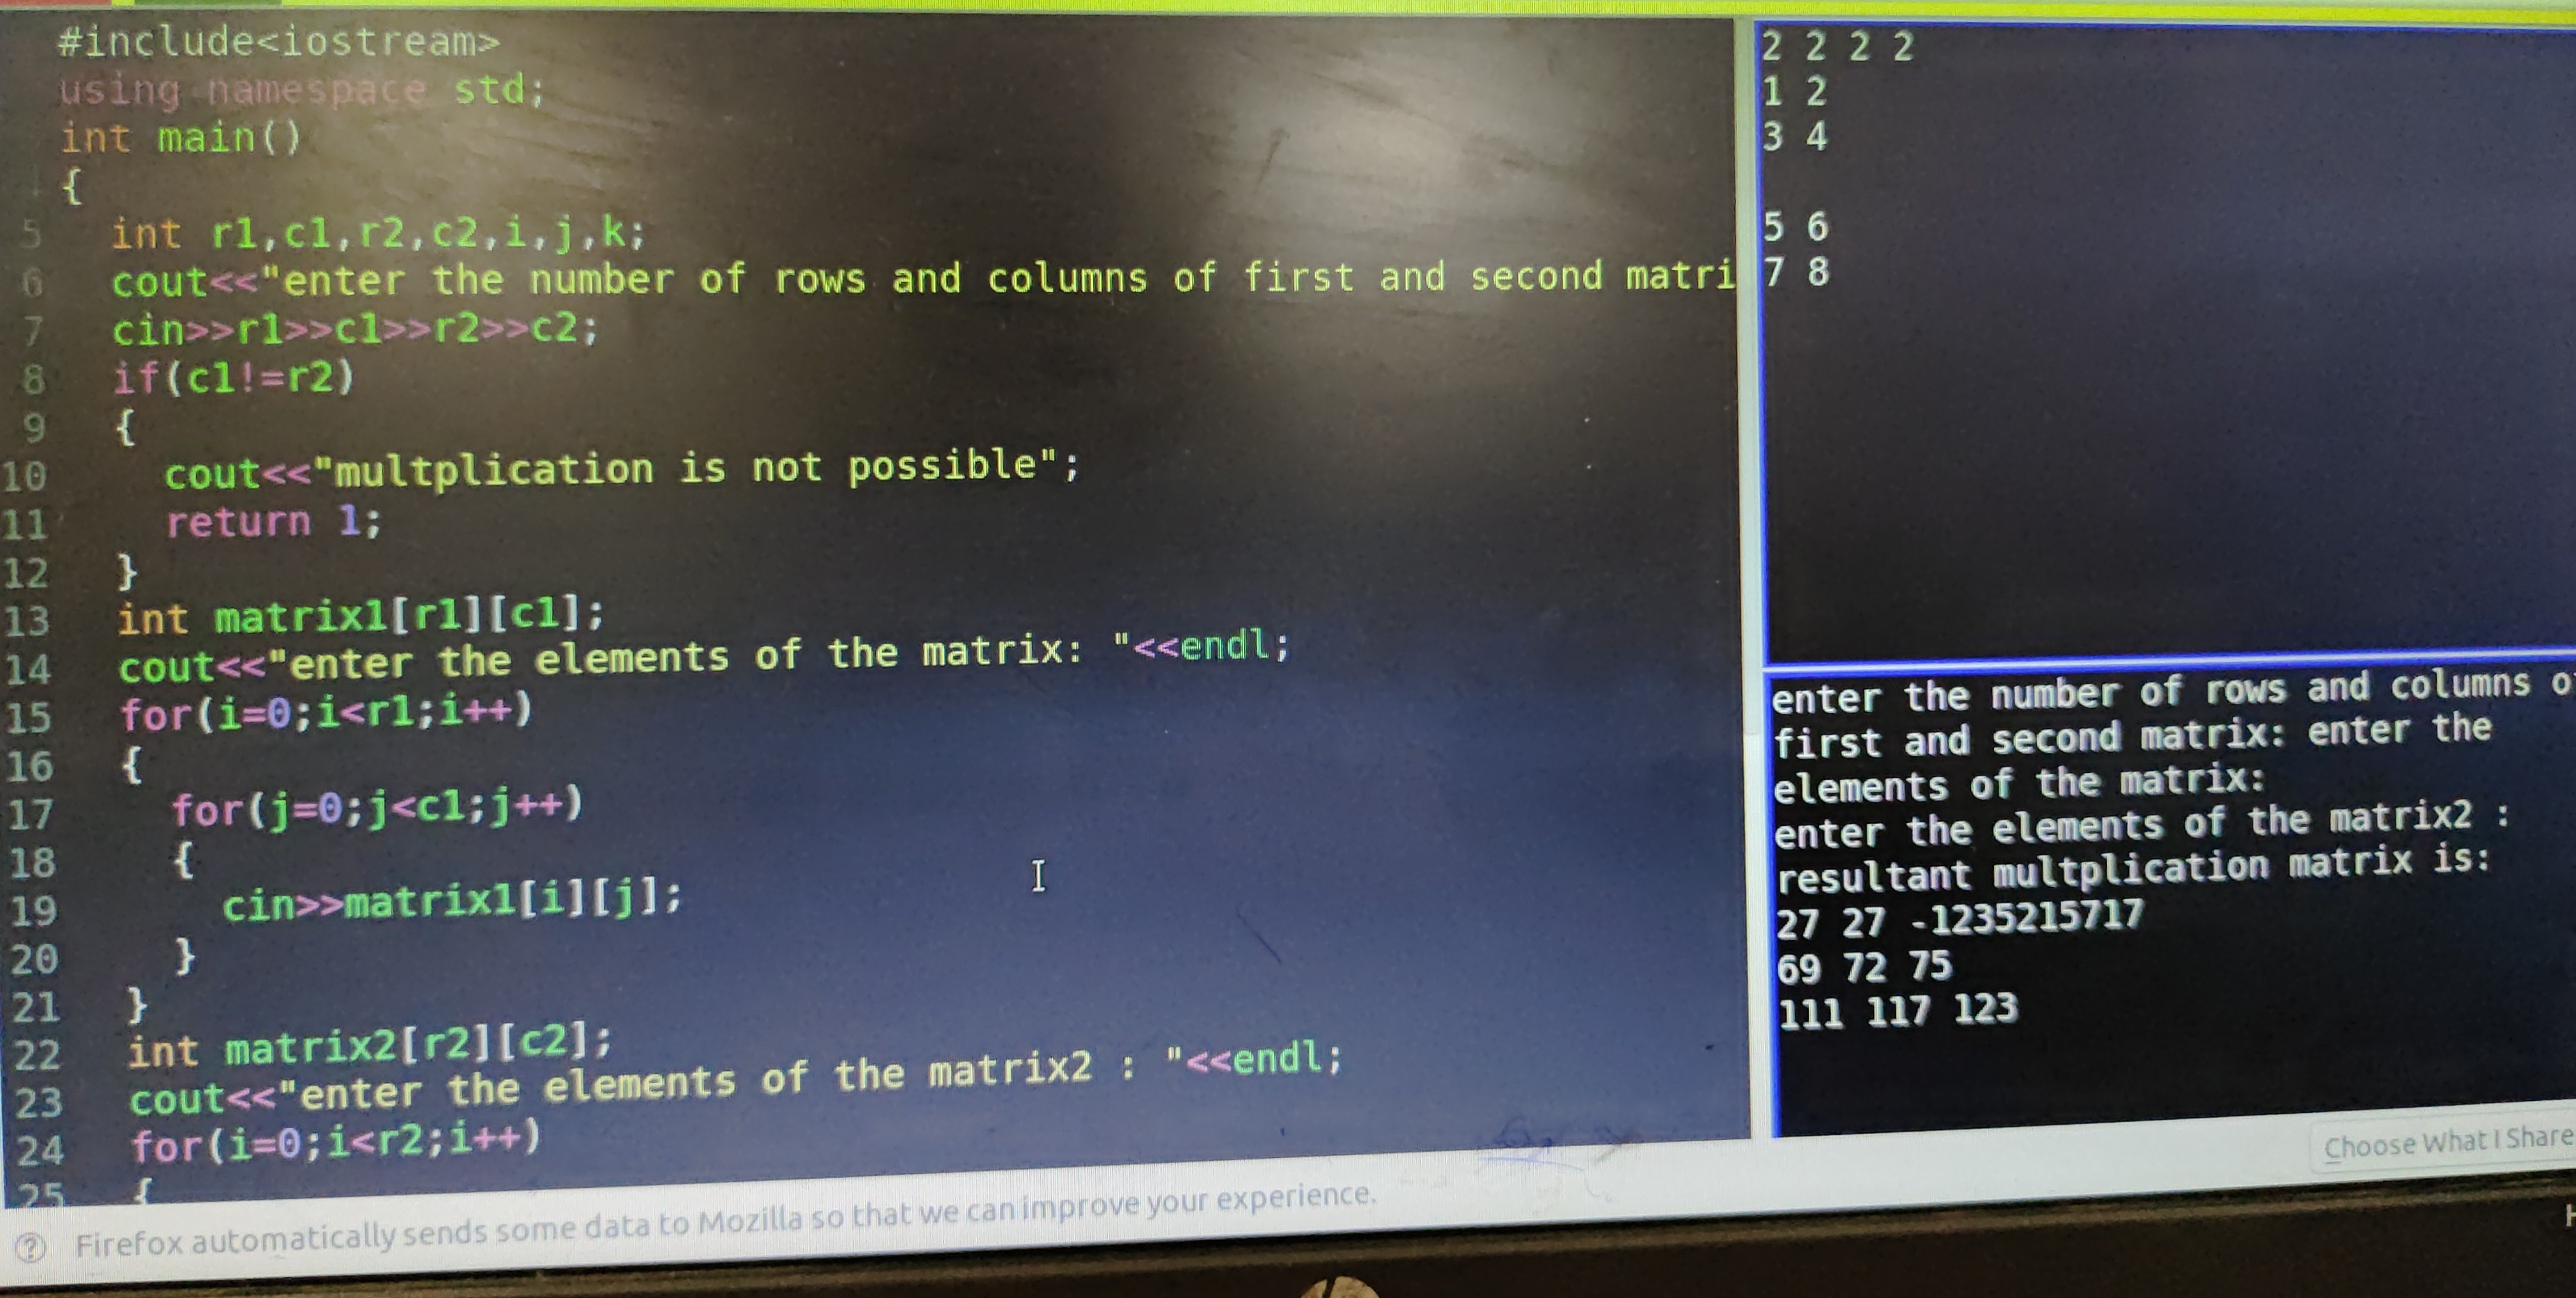 #include<iostream>
using namespace std;
int main()
{
5 int r1,c1,r2,c2,i,j,k;
6 cout<<"enter the number of rows and columns of first and second matri
7 cin>>r1>>c1>>r2>>c2;
8 if(c1!=r2)
9 {
10 cout<<"multplication is not possible";
11 return 1;
12 }
13 int matrix1[r1][c1];
14 cout<<"enter the elements of the matrix: "<<endl;
15 for(i=0;i<r1;i++)
16 {
17 for(j=0;j<c1;j++)
18 {
19 cin>>matrix1[i][j];
20 }
21 }
22 int matrix2[r2][c2];
23 cout<<"enter the elements of the matrix2 : "<<endl;
24 for(i=0;i<r2;i++)
25 {
2 2 2 2
1 2
3 4
5 6
7 8
enter the number of rows and columns o
first and second matrix: enter the
elements of the matrix:
enter the elements of the matrix2 :
resultant multplication matrix is:
27 27 -1235215717
69 72 75
111 117 123
Choose What I Share
Firefox automatically sends some data to Mozilla so that we can improve your experience.